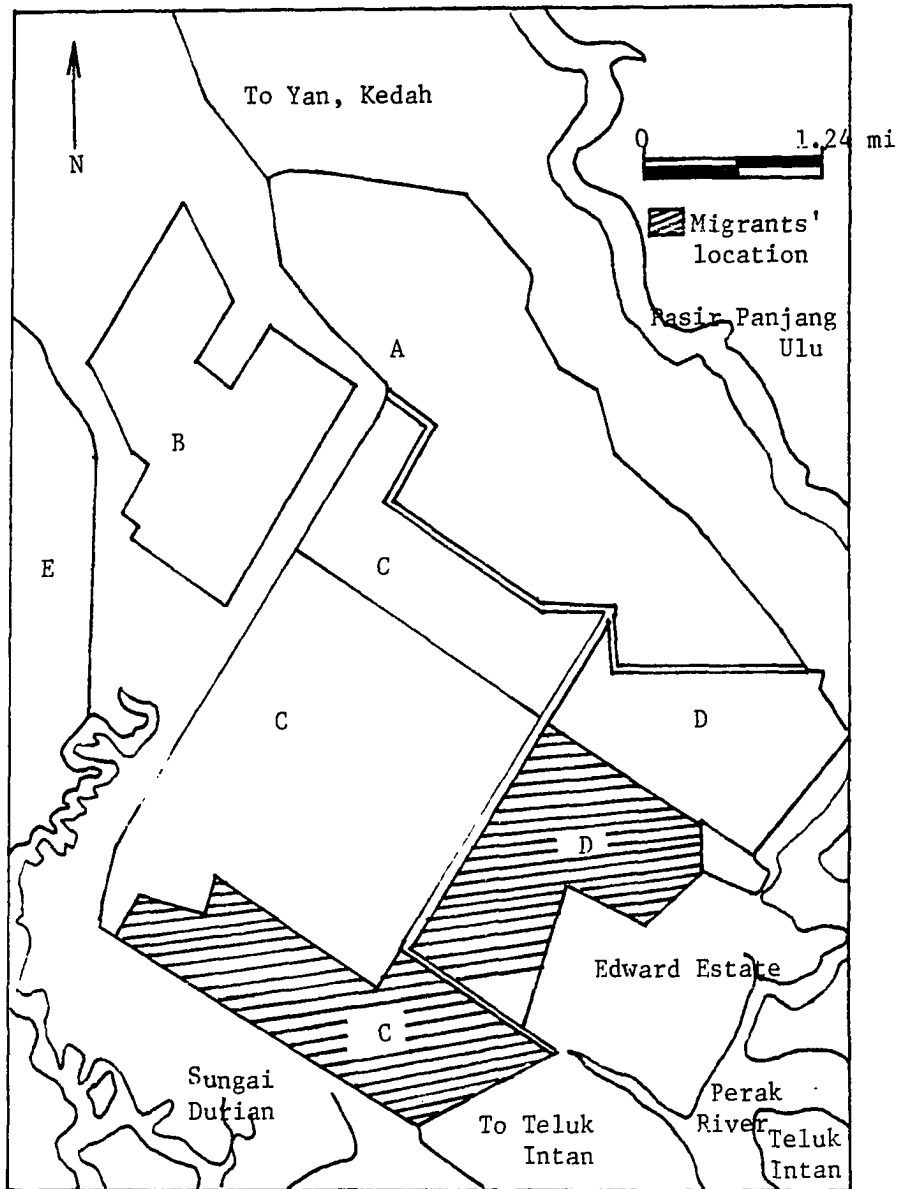 To Yan, Kedah
N
0 1.24 mi
Migrants'
location
Pasir Panjang
Ulu
A
B
C
E
C
D
D
Edward Estate
C
Sungai
Durian
To Teluk
Intan
Perak
River
Teluk
Intan